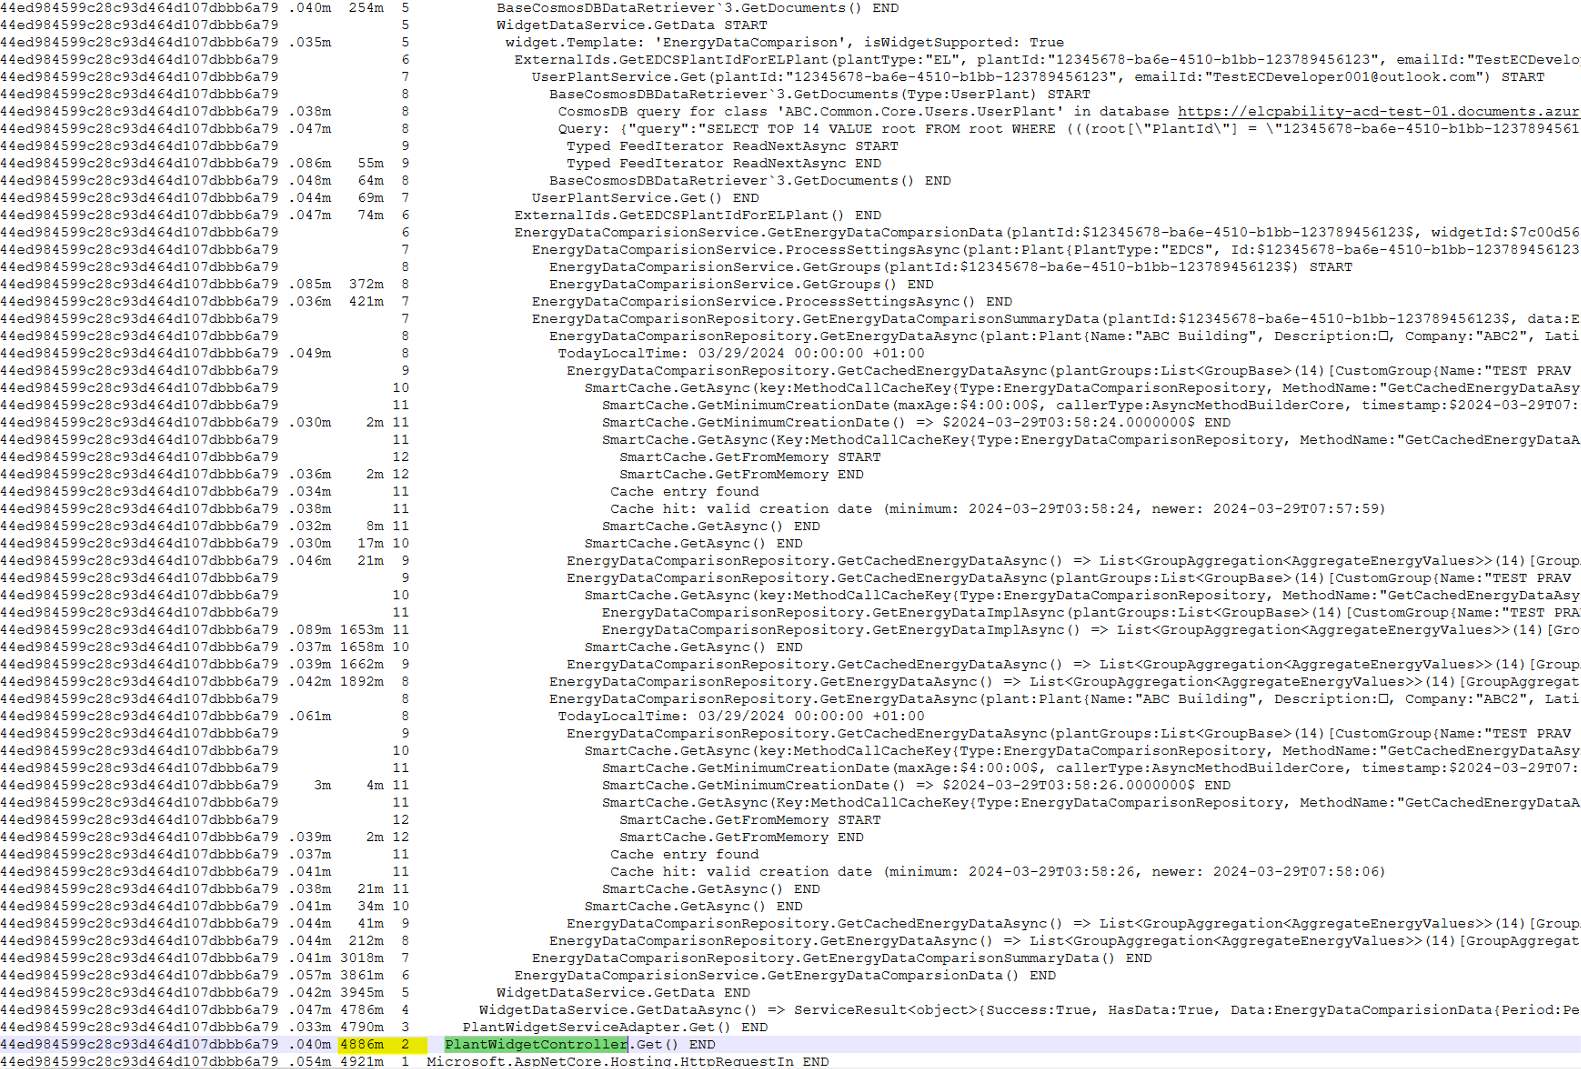 44ed984599c28c93d464d107dbbb6a79 .040m 254m 5 BaseCosmosDBDataRetriever`3.GetDocuments() END
44ed984599c28c93d464d107dbbb6a79 5 WidgetDataService.GetData START
44ed984599c28c93d464d107dbbb6a79 .035m 5 widget.Template: 'EnergyDataComparison', isWidgetSupported: True
44ed984599c28c93d464d107dbbb6a79 6 ExternalIds.GetEDCSPlantIdForELPlant(plantType:"EL", plantId:"12345678-ba6e-4510-b1bb-123789456123", emailId:"TestECDevelo
44ed984599c28c93d464d107dbbb6a79 7 UserPlantService.Get(plantId:"12345678-ba6e-4510-b1bb-123789456123", emailId:"TestECDeveloper001@outlook.com") START
44ed984599c28c93d464d107dbbb6a79 8 BaseCosmosDBDataRetriever`3.GetDocuments(Type:UserPlant) START
44ed984599c28c93d464d107dbbb6a79 .038m 8 CosmosDB query for class 'ABC.Common.Core.Users.UserPlant' in database https://elcpability-acd-test-01.documents.azur
44ed984599c28c93d464d107dbbb6a79 .047m 8 Query: {"query":"SELECT TOP 14 VALUE root FROM root WHERE (((root[\"PlantId\"] = \"12345678-ba6e-4510-b1bb-1237894561
44ed984599c28c93d464d107dbbb6a79 9 Typed FeedIterator ReadNextAsync START
44ed984599c28c93d464d107dbbb6a79 .086m 55m 9 Typed FeedIterator ReadNextAsync END
44ed984599c28c93d464d107dbbb6a79 .048m 64m 8 BaseCosmosDBDataRetriever`3.GetDocuments() END
44ed984599c28c93d464d107dbbb6a79 .044m 69m 7 UserPlantService.Get() END
44ed984599c28c93d464d107dbbb6a79 .047m 74m 6 ExternalIds.GetEDCSPlantIdForELPlant() END
44ed984599c28c93d464d107dbbb6a79 6 EnergyDataComparisionService.GetEnergyDataComparsionData(plantId:$12345678-ba6e-4510-b1bb-123789456123$, widgetId:$7c00d56
44ed984599c28c93d464d107dbbb6a79 7 EnergyDataComparisionService.ProcessSettingsAsync(plant:Plant{PlantType:"EDCS", Id:$12345678-ba6e-4510-b1bb-123789456123
44ed984599c28c93d464d107dbbb6a79 8 EnergyDataComparisionService.GetGroups(plantId:$12345678-ba6e-4510-b1bb-123789456123$) START
44ed984599c28c93d464d107dbbb6a79 .085m 372m 8 EnergyDataComparisionService.GetGroups() END
44ed984599c28c93d464d107dbbb6a79 .036m 421m 7 EnergyDataComparisionService.ProcessSettingsAsync() END
44ed984599c28c93d464d107dbbb6a79 7 EnergyDataComparisonRepository.GetEnergyDataComparisonSummaryData(plantId:$12345678-ba6e-4510-b1bb-123789456123$, data:E
44ed984599c28c93d464d107dbbb6a79 8 EnergyDataComparisonRepository.GetEnergyDataAsync(plant:Plant{Name:"ABC Building", Description:□, Company:"ABC2", Lati
44ed984599c28c93d464d107dbbb6a79 .049m 8 TodayLocalTime: 03/29/2024 00:00:00 +01:00
44ed984599c28c93d464d107dbbb6a79 9 EnergyDataComparisonRepository.GetCachedEnergyDataAsync(plantGroups:List<GroupBase>(14)[CustomGroup{Name:"TEST PRAV
44ed984599c28c93d464d107dbbb6a79 10 SmartCache.GetAsync(key:MethodCallCacheKey{Type:EnergyDataComparisonRepository, MethodName:"GetCachedEnergyDataAsy
44ed984599c28c93d464d107dbbb6a79 11 SmartCache.GetMinimumCreationDate(maxAge:$4:00:00$, callerType:AsyncMethodBuilderCore, timestamp:$2024-03-29T07:
44ed984599c28c93d464d107dbbb6a79 .030m 2m 11 SmartCache.GetMinimumCreationDate() => $2024-03-29T03:58:24.0000000$ END
44ed984599c28c93d464d107dbbb6a79 11 SmartCache.GetAsync(Key:MethodCallCacheKey{Type:EnergyDataComparisonRepository, MethodName:"GetCachedEnergyDataA
44ed984599c28c93d464d107dbbb6a79 12 SmartCache.GetFromMemory START
44ed984599c28c93d464d107dbbb6a79 .036m 2m 12 SmartCache.GetFromMemory END
44ed984599c28c93d464d107dbbb6a79 .034m 11 Cache entry found
44ed984599c28c93d464d107dbbb6a79 .038m 11 Cache hit: valid creation date (minimum: 2024-03-29T03:58:24, newer: 2024-03-29T07:57:59)
44ed984599c28c93d464d107dbbb6a79 .032m 8m 11 SmartCache.GetAsync() END
44ed984599c28c93d464d107dbbb6a79 .030m 17m 10 SmartCache.GetAsync() END
44ed984599c28c93d464d107dbbb6a79 .046m 21m 9 EnergyDataComparisonRepository.GetCachedEnergyDataAsync() => List<GroupAggregation<AggregateEnergyValues>>(14)[Group
44ed984599c28c93d464d107dbbb6a79 9 EnergyDataComparisonRepository.GetCachedEnergyDataAsync(plantGroups:List<GroupBase>(14)[CustomGroup{Name:"TEST PRAV
44ed984599c28c93d464d107dbbb6a79 10 SmartCache.GetAsync(key:MethodCallCacheKey{Type:EnergyDataComparisonRepository, MethodName:"GetCachedEnergyDataAsy
44ed984599c28c93d464d107dbbb6a79 11 EnergyDataComparisonRepository.GetEnergyDataImplAsync(plantGroups:List<GroupBase>(14)[CustomGroup{Name:"TEST PRA
44ed984599c28c93d464d107dbbb6a79 .089m 1653m 11 EnergyDataComparisonRepository.GetEnergyDataImplAsync() => List<GroupAggregation<AggregateEnergyValues>>(14)[Gro
44ed984599c28c93d464d107dbbb6a79 .037m 1658m 10 SmartCache.GetAsync() END
44ed984599c28c93d464d107dbbb6a79 .039m 1662m 9 EnergyDataComparisonRepository.GetCachedEnergyDataAsync() => List<GroupAggregation<AggregateEnergyValues>>(14)[Group
44ed984599c28c93d464d107dbbb6a79 .042m 1892m 8 EnergyDataComparisonRepository.GetEnergyDataAsync() => List<GroupAggregation<AggregateEnergyValues>>(14)[GroupAggregat
44ed984599c28c93d464d107dbbb6a79 8 EnergyDataComparisonRepository.GetEnergyDataAsync(plant:Plant{Name:"ABC Building", Description:□, Company:"ABC2", Lati
44ed984599c28c93d464d107dbbb6a79 .061m 8 TodayLocalTime: 03/29/2024 00:00:00 +01:00
44ed984599c28c93d464d107dbbb6a79 9 EnergyDataComparisonRepository.GetCachedEnergyDataAsync(plantGroups:List<GroupBase>(14)[CustomGroup{Name:"TEST PRAV
44ed984599c28c93d464d107dbbb6a79 10 SmartCache.GetAsync(key:MethodCallCacheKey{Type:EnergyDataComparisonRepository, MethodName:"GetCachedEnergyDataAsy
44ed984599c28c93d464d107dbbb6a79 11 SmartCache.GetMinimumCreationDate(maxAge:$4:00:00$, callerType:AsyncMethodBuilderCore, timestamp:$2024-03-29T07:
44ed984599c28c93d464d107dbbb6a79 3m 4m 11 SmartCache.GetMinimumCreationDate() => $2024-03-29T03:58:26.0000000$ END
44ed984599c28c93d464d107dbbb6a79 11 SmartCache.GetAsync(Key:MethodCallCacheKey{Type:EnergyDataComparisonRepository, MethodName:"GetCachedEnergyDataA
44ed984599c28c93d464d107dbbb6a79 12 SmartCache.GetFromMemory START
44ed984599c28c93d464d107dbbb6a79 .039m 2m 12 SmartCache.GetFromMemory END
44ed984599c28c93d464d107dbbb6a79 .037m 11 Cache entry found
44ed984599c28c93d464d107dbbb6a79 .041m 11 Cache hit: valid creation date (minimum: 2024-03-29T03:58:26, newer: 2024-03-29T07:58:06)
44ed984599c28c93d464d107dbbb6a79 .038m 21m 11 SmartCache.GetAsync() END
44ed984599c28c93d464d107dbbb6a79 .041m 34m 10 SmartCache.GetAsync() END
44ed984599c28c93d464d107dbbb6a79 .044m 41m 9 EnergyDataComparisonRepository.GetCachedEnergyDataAsync() => List<GroupAggregation<AggregateEnergyValues>>(14)[Group
44ed984599c28c93d464d107dbbb6a79 .044m 212m 8 EnergyDataComparisonRepository.GetEnergyDataAsync() => List<GroupAggregation<AggregateEnergyValues>>(14)[GroupAggregat
44ed984599c28c93d464d107dbbb6a79 .041m 3018m 7 EnergyDataComparisonRepository.GetEnergyDataComparisonSummaryData() END
44ed984599c28c93d464d107dbbb6a79 .057m 3861m 6 EnergyDataComparisionService.GetEnergyDataComparsionData() END
44ed984599c28c93d464d107dbbb6a79 .042m 3945m 5 WidgetDataService.GetData END
44ed984599c28c93d464d107dbbb6a79 .047m 4786m 4 WidgetDataService.GetDataAsync() => ServiceResult<object>{Success:True, HasData:True, Data:EnergyDataComparisionData{Period:Pe
44ed984599c28c93d464d107dbbb6a79 .033m 4790m 3 PlantWidgetServiceAdapter.Get() END
44ed984599c28c93d464d107dbbb6a79 .040m 4886m 2 PlantWidgetController.Get() END
44ed984599c28c93d464d107dbbb6a79 .054m 4921m 1 Microsoft.AspNetCore.Hosting.HttpRequestIn END